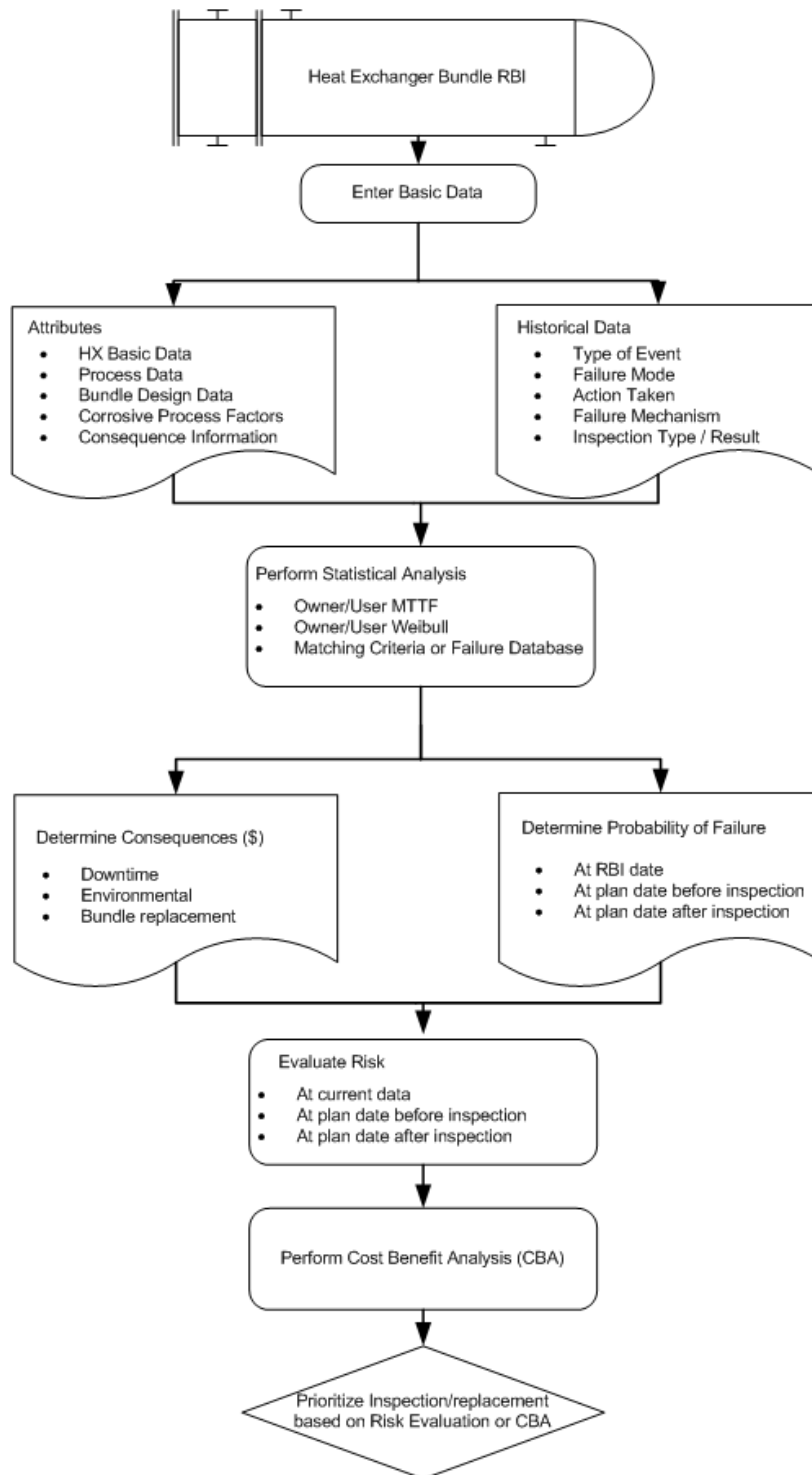 Heat Exchanger Bundle RBI
Enter Basic Data
Attributes
• HX Basic Data
• Process Data
• Bundle Design Data
• Corrosive Process Factors
• Consequence Information
Historical Data
• Type of Event
• Failure Mode
• Action Taken
• Failure Mechanism
• Inspection Type / Result
Perform Statistical Analysis
• Owner/User MTTF
• Owner/User Weibull
• Matching Criteria or Failure Database
Determine Consequences ($)
• Downtime
• Environmental
• Bundle replacement
Determine Probability of Failure
• At RBI date
• At plan date before inspection
• At plan date after inspection
Evaluate Risk
• At current data
• At plan date before inspection
• At plan date after inspection
Perform Cost Benefit Analysis (CBA)
Prioritize Inspection/replacement
based on Risk Evaluation or CBA